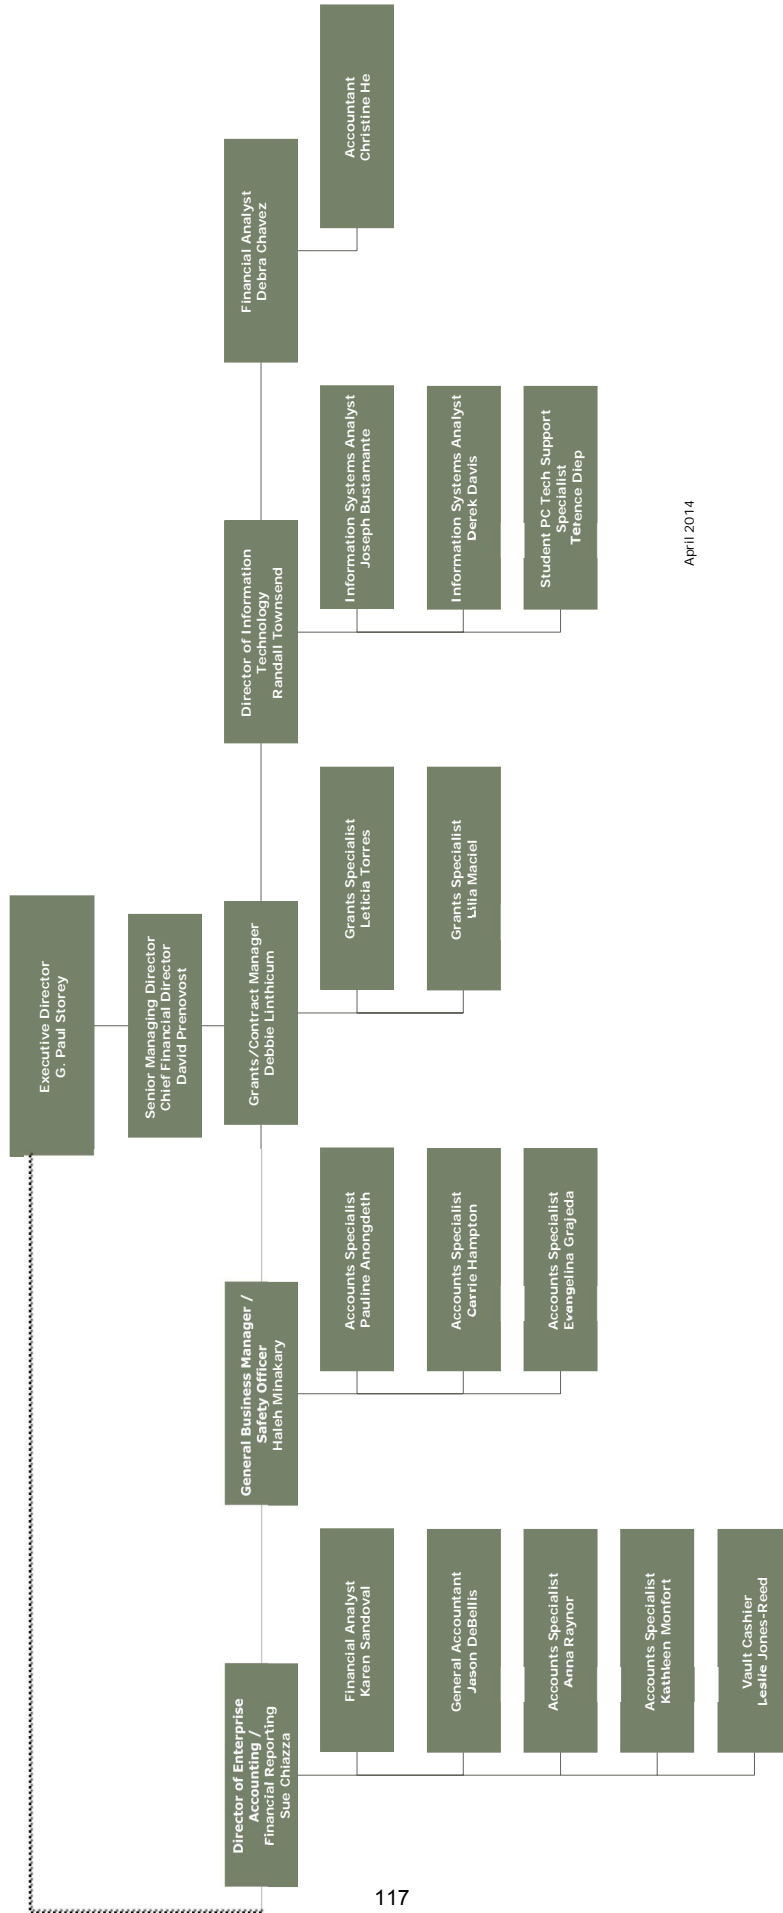 Executive Director
G. Paul Storey
Senior Managing Director
Chief Financial Director
David Prenovost
Director of Enterprise
Accounting /
Financial Reporting
Sue Chiazza
General Business Manager /
Safety Officer
Haleh Minakary
Grants/Contract Manager
Debbie Linthicum
Director of Information
Technology
Randall Townsend
Financial Analyst
Debra Chavez
Financial Analyst
Karen Sandoval
General Accountant
Jason DeBellis
Accounts Specialist
Anna Raynor
Accounts Specialist
Kathleen Monfort
Vault Cashier
Leslie Jones-Reed
Accounts Specialist
Pauline Anongdeth
Accounts Specialist
Carrie Hampton
Accounts Specialist
Evangelina Grajeda
Grants Specialist
Leticia Torres
Grants Specialist
Lilia Maciel
Information Systems Analyst
Joseph Bustamante
Information Systems Analyst
Derek Davis
Student PC Tech Support
Specialist
Terence Diep
Accountant
Christine He
April 2014
117